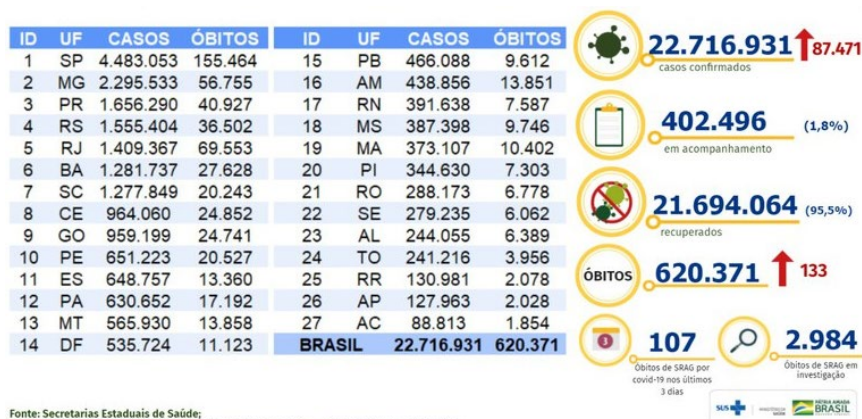 ID UF CASOS ÓBITOS
1 SP 4.483.053 155.464
2 MG 2.295.533 56.755
3 PR 1.656.290 40.927
4 RS 1.555.404 36.502
5 RJ 1.409.367 69.553
6 BA 1.281.737 27.628
7 SC 1.277.849 20.243
8 CE 964.060 24.852
9 GO 959.199 24.741
10 PE 651.223 20.527
11 ES 648.757 13.360
12 PA 630.652 17.192
13 MT 565.930 13.858
14 DF 535.724 11.123
ID UF CASOS ÓBITOS
15 PB 466.088 9.612
16 AM 438.856 13.851
17 RN 391.638 7.587
18 MS 387.398 9.746
19 MA 373.107 10.402
20 PI 344.630 7.303
21 RO 288.173 6.778
22 SE 279.235 6.062
23 AL 244.055 6.389
24 TO 241.216 3.956
25 RR 130.981 2.078
26 AP 127.963 2.028
27 AC 88.813 1.854
BRASIL 22.716.931 620.371
22.716.931 87.471
casos confirmados
402.496 (1,8%)
em acompanhamento
21.694.064 (95,5%)
recuperados
ÓBITOS 620.371 133
3 107
Óbitos de SRAG por
covid-19 nos últimos
3 dias
2.984
Óbitos de SRAG em
investigação
Fonte: Secretarias Estaduais de Saúde;
SUS
PÁTRIA AMADA
BRASIL